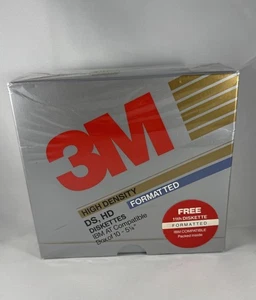 3M
HIGH DENSITY
FORMATTED
DS, HD
DISKETTES
IBM AT Compatible
Box of 10 - 5¼"
FREE
11th DISKETTE
FORMATTED
IBM COMPATIBLE
Packed Inside